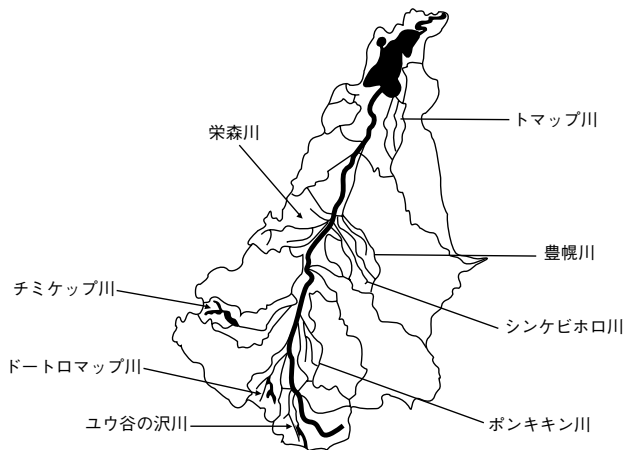 トマップ川
栄森川
豊幌川
チミケップ川
シンケビホロ川
ドートロマップ川
ポンキキン川
ユウ谷の沢川